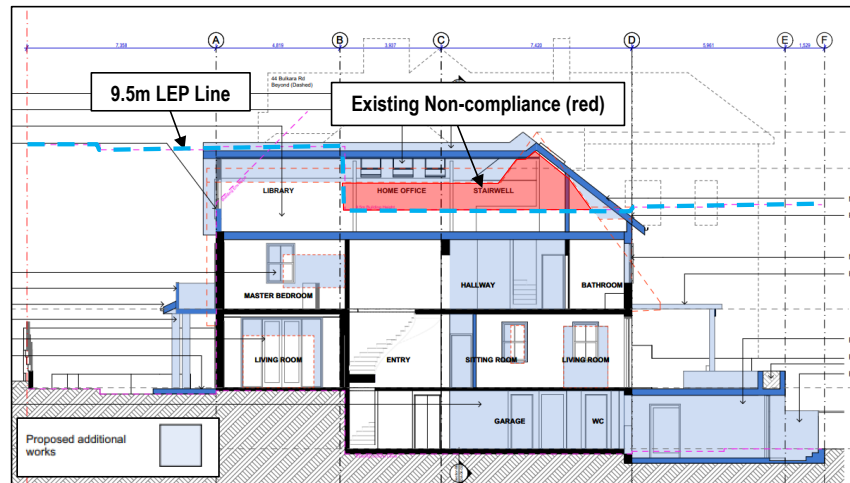 A B C D E F
7,359 4,819 3,927 7,420 5,961 1,529
44 Bulkara Rd
Beyond (Dashed)
9.5m LEP Line
Existing Non-compliance (red)
LIBRARY HOME OFFICE STAIRWELL
MASTER BEDROOM HALLWAY BATHROOM
LIVING ROOM ENTRY SITTING ROOM LIVING ROOM
GARAGE WC
Proposed additional
works